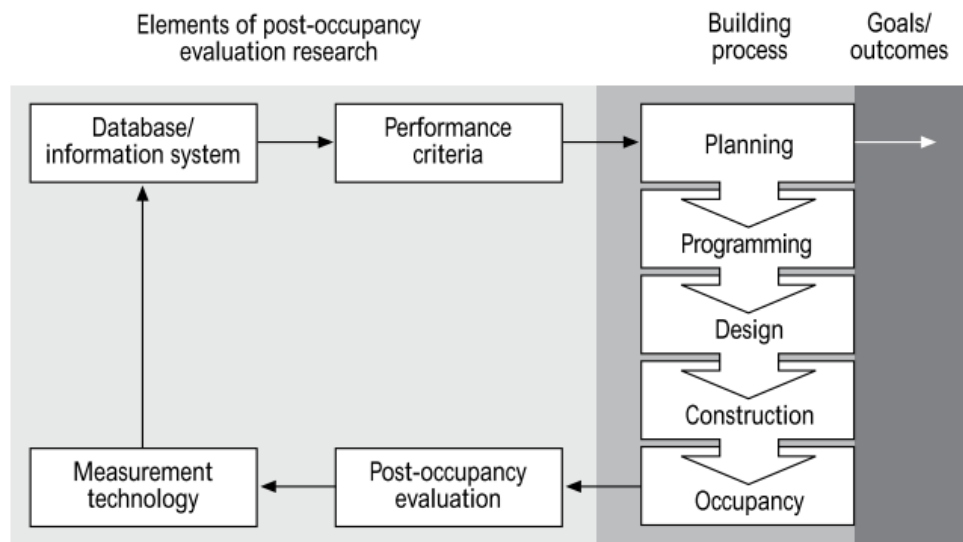 Elements of post-occupancy
evaluation research
Building
process
Goals/
outcomes
Database/
information system
Performance
criteria
Planning
Programming
Design
Construction
Measurement
technology
Post-occupancy
evaluation
Occupancy